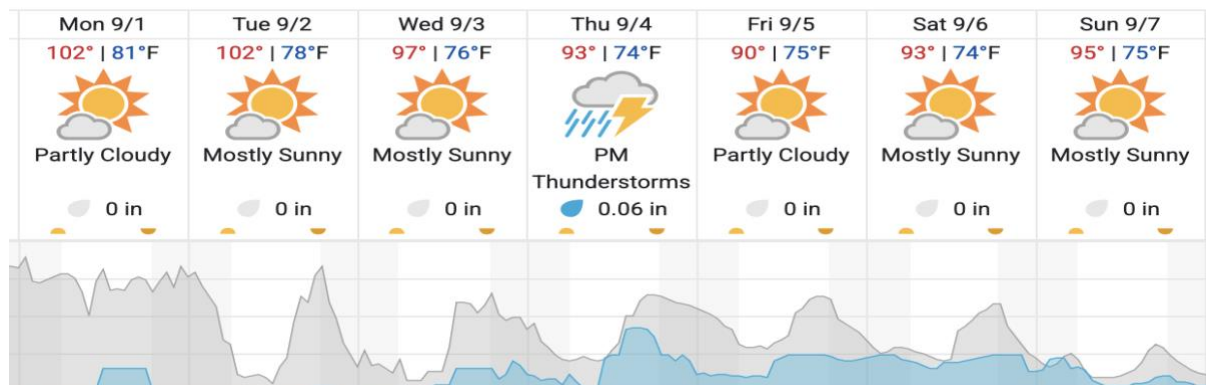 Mon 9/1 Tue 9/2 Wed 9/3 Thu 9/4 Fri 9/5 Sat 9/6 Sun 9/7
102° | 81°F 102° | 78°F 97° | 76°F 93° | 74°F 90° | 75°F 93° | 74°F 95° | 75°F
Partly Cloudy Mostly Sunny Mostly Sunny PM Partly Cloudy Mostly Sunny Mostly Sunny
Thunderstorms
0 in 0 in 0 in 0.06 in 0 in 0 in 0 in